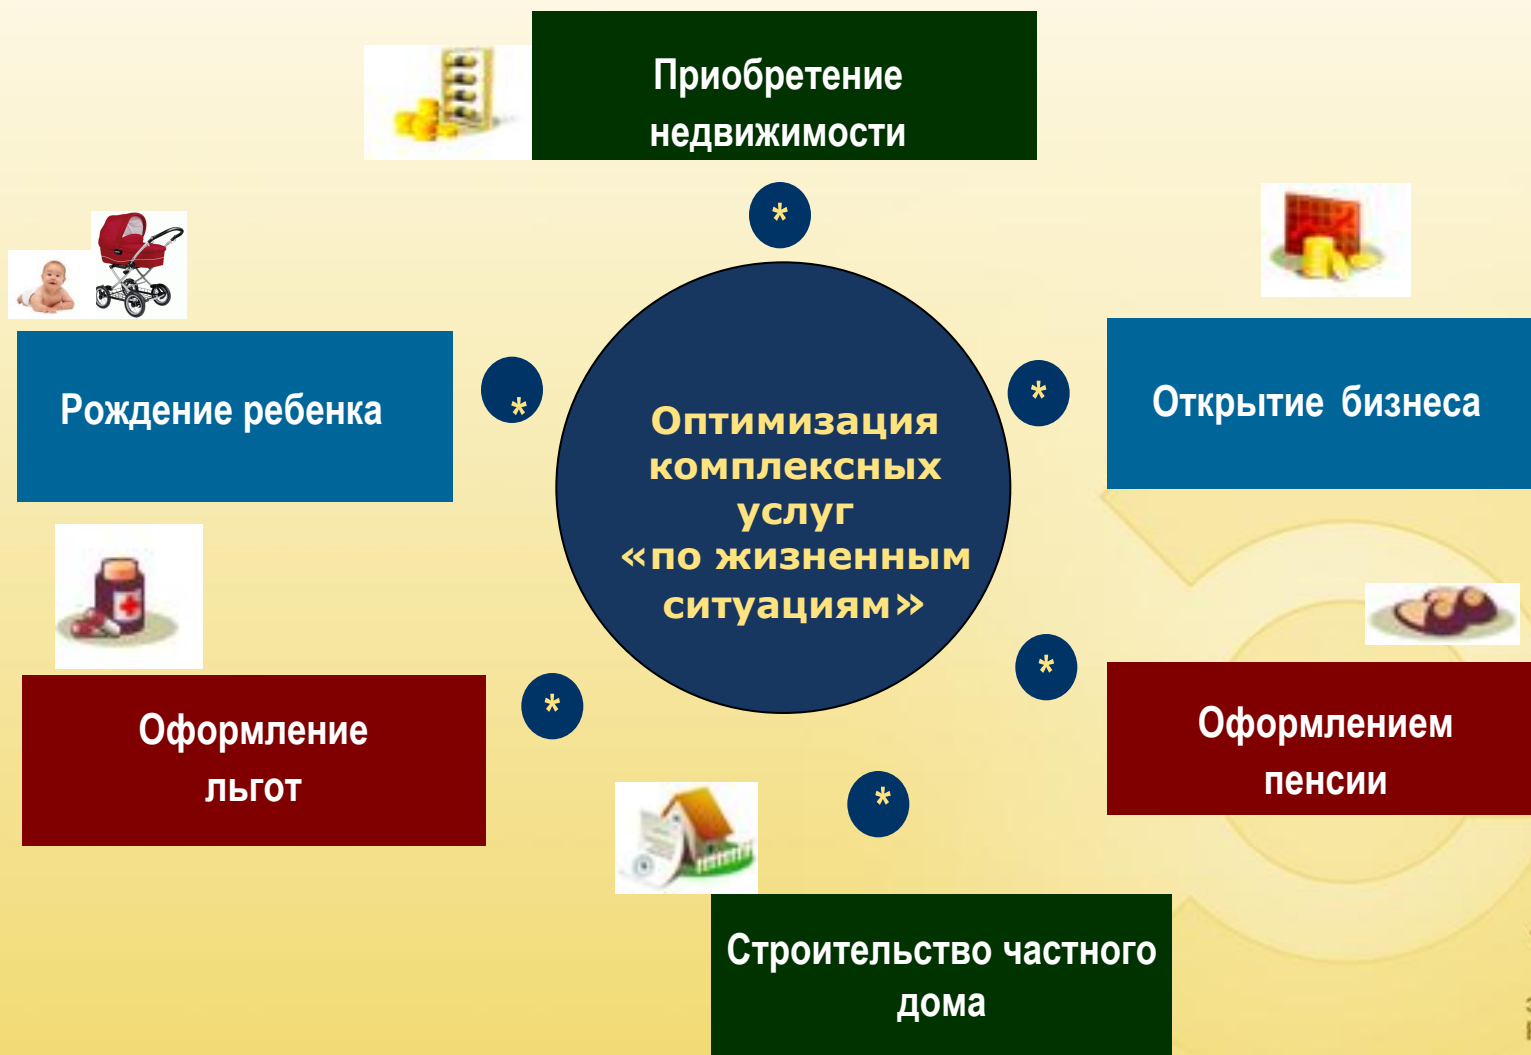 Приобретение
недвижимости
*
Рождение ребенка
*
Оптимизация
комплексных
услуг
«по жизненным
ситуациям»
*
Открытие бизнеса
Оформление
льгот
*
*
Оформлением
пенсии
*
Строительство частного
дома